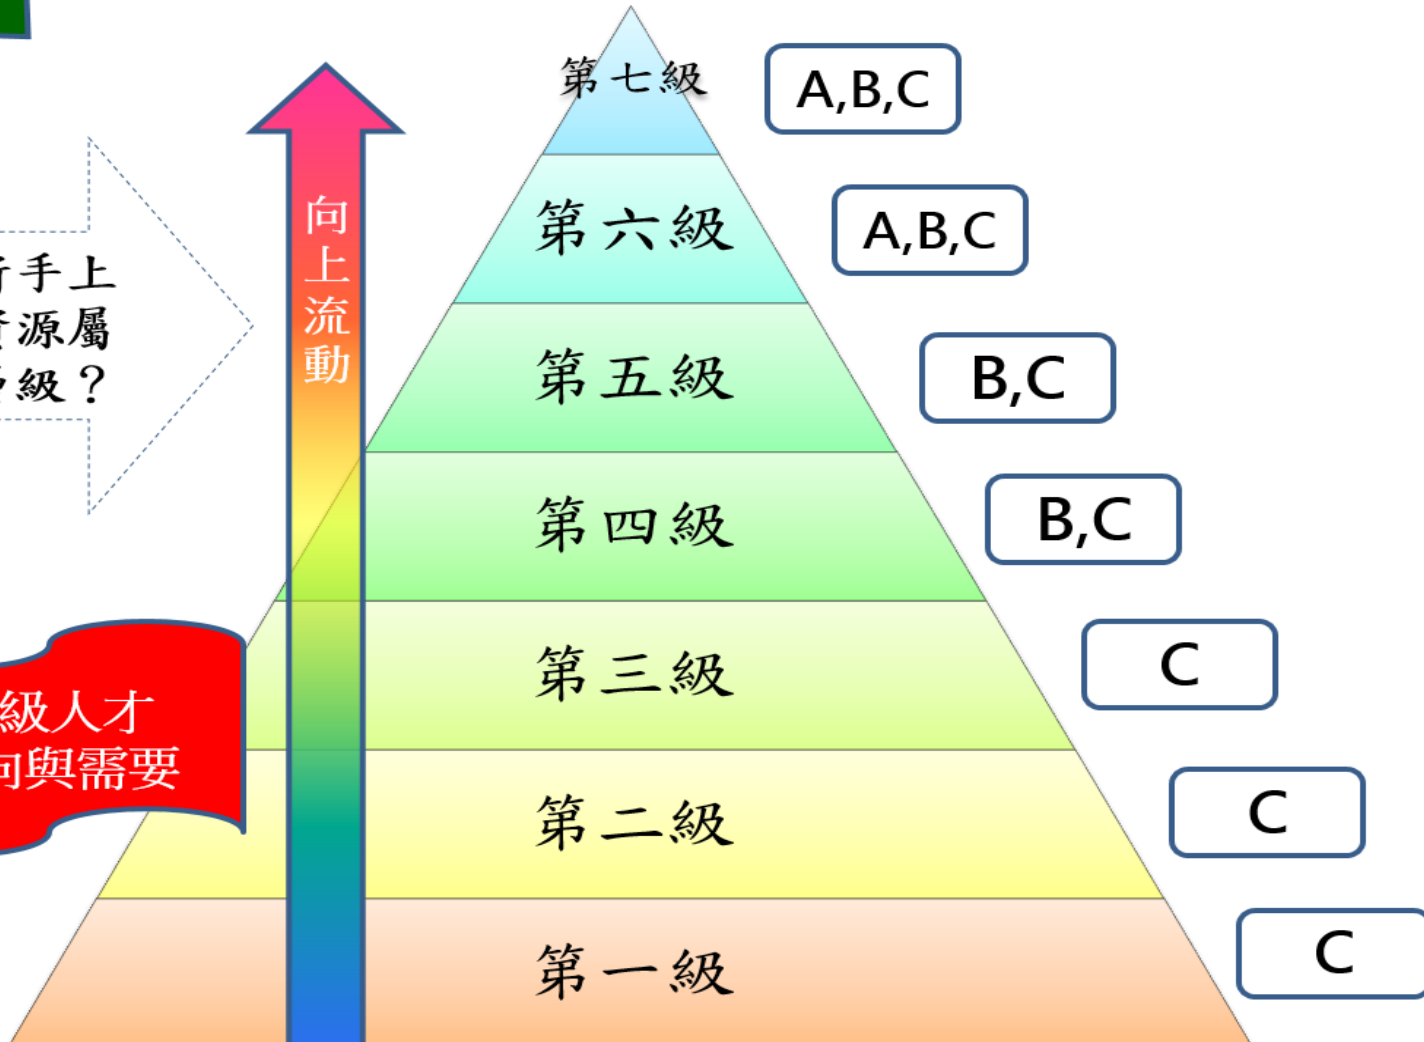 第七級
A,B,C
第六級
A,B,C
向上流動
手上
源屬
級？
第五級
B,C
第四級
B,C
第三級
C
級人才
向與需要
第二級
C
第一級
C